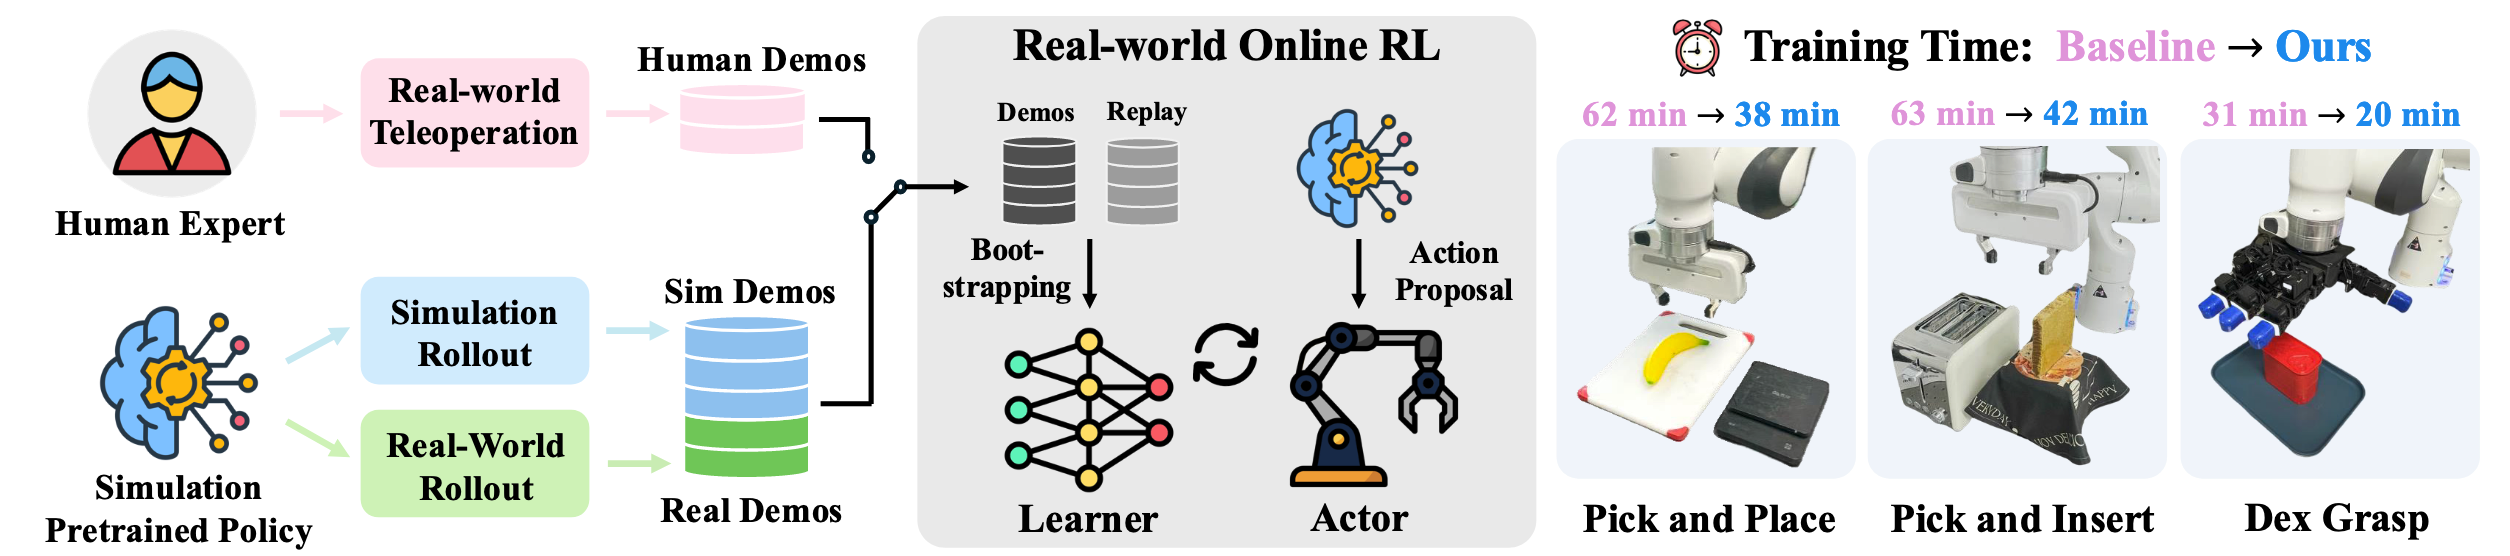 Human Expert
Real-world
Teleoperation
Human Demos
Simulation
Pretrained Policy
Simulation
Rollout
Real-World
Rollout
Sim Demos
Real Demos
Real-world Online RL
Demos
Replay
Boot-
strapping
Action
Proposal
Learner
Actor
Training Time: Baseline → Ours
62 min → 38 min
63 min → 42 min
31 min → 20 min
HAPPY
Pick and Place
Pick and Insert
Dex Grasp